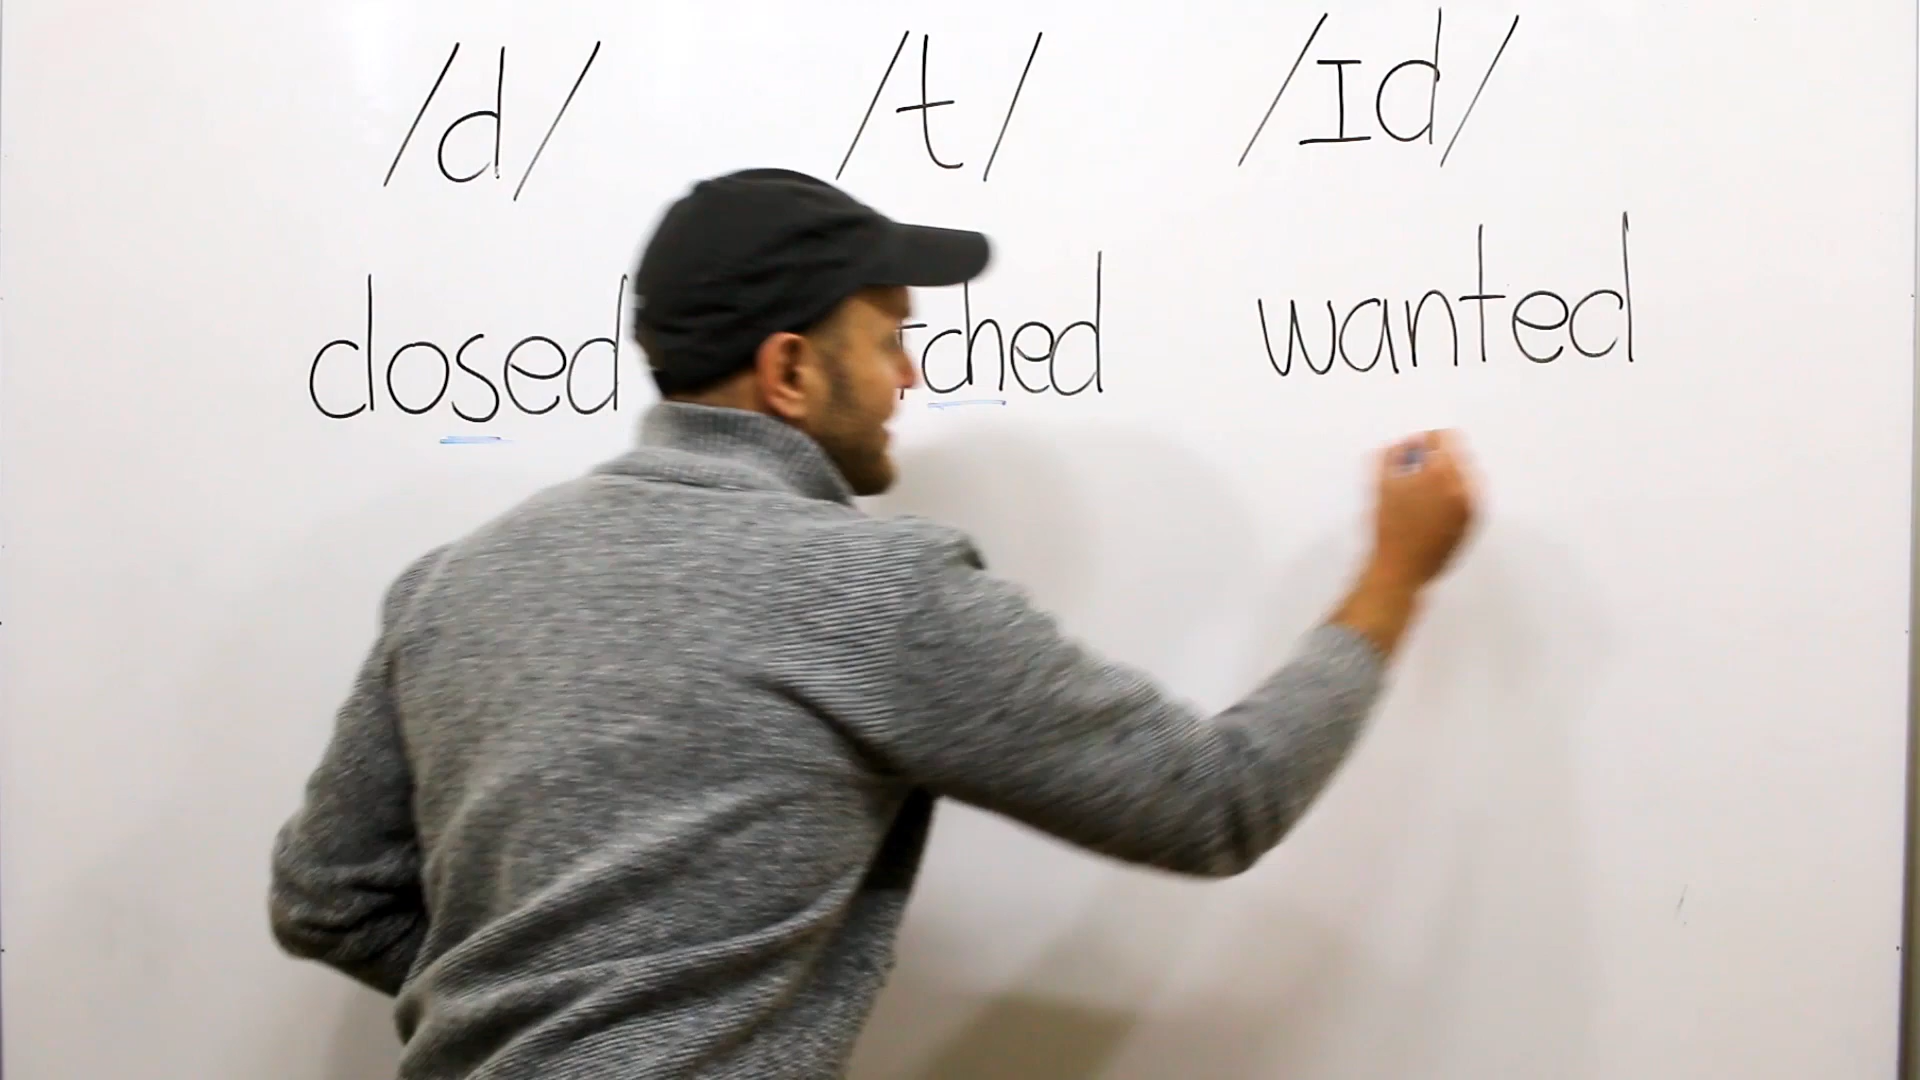 /d/ /t/ /ɪd/
closed tched wanted